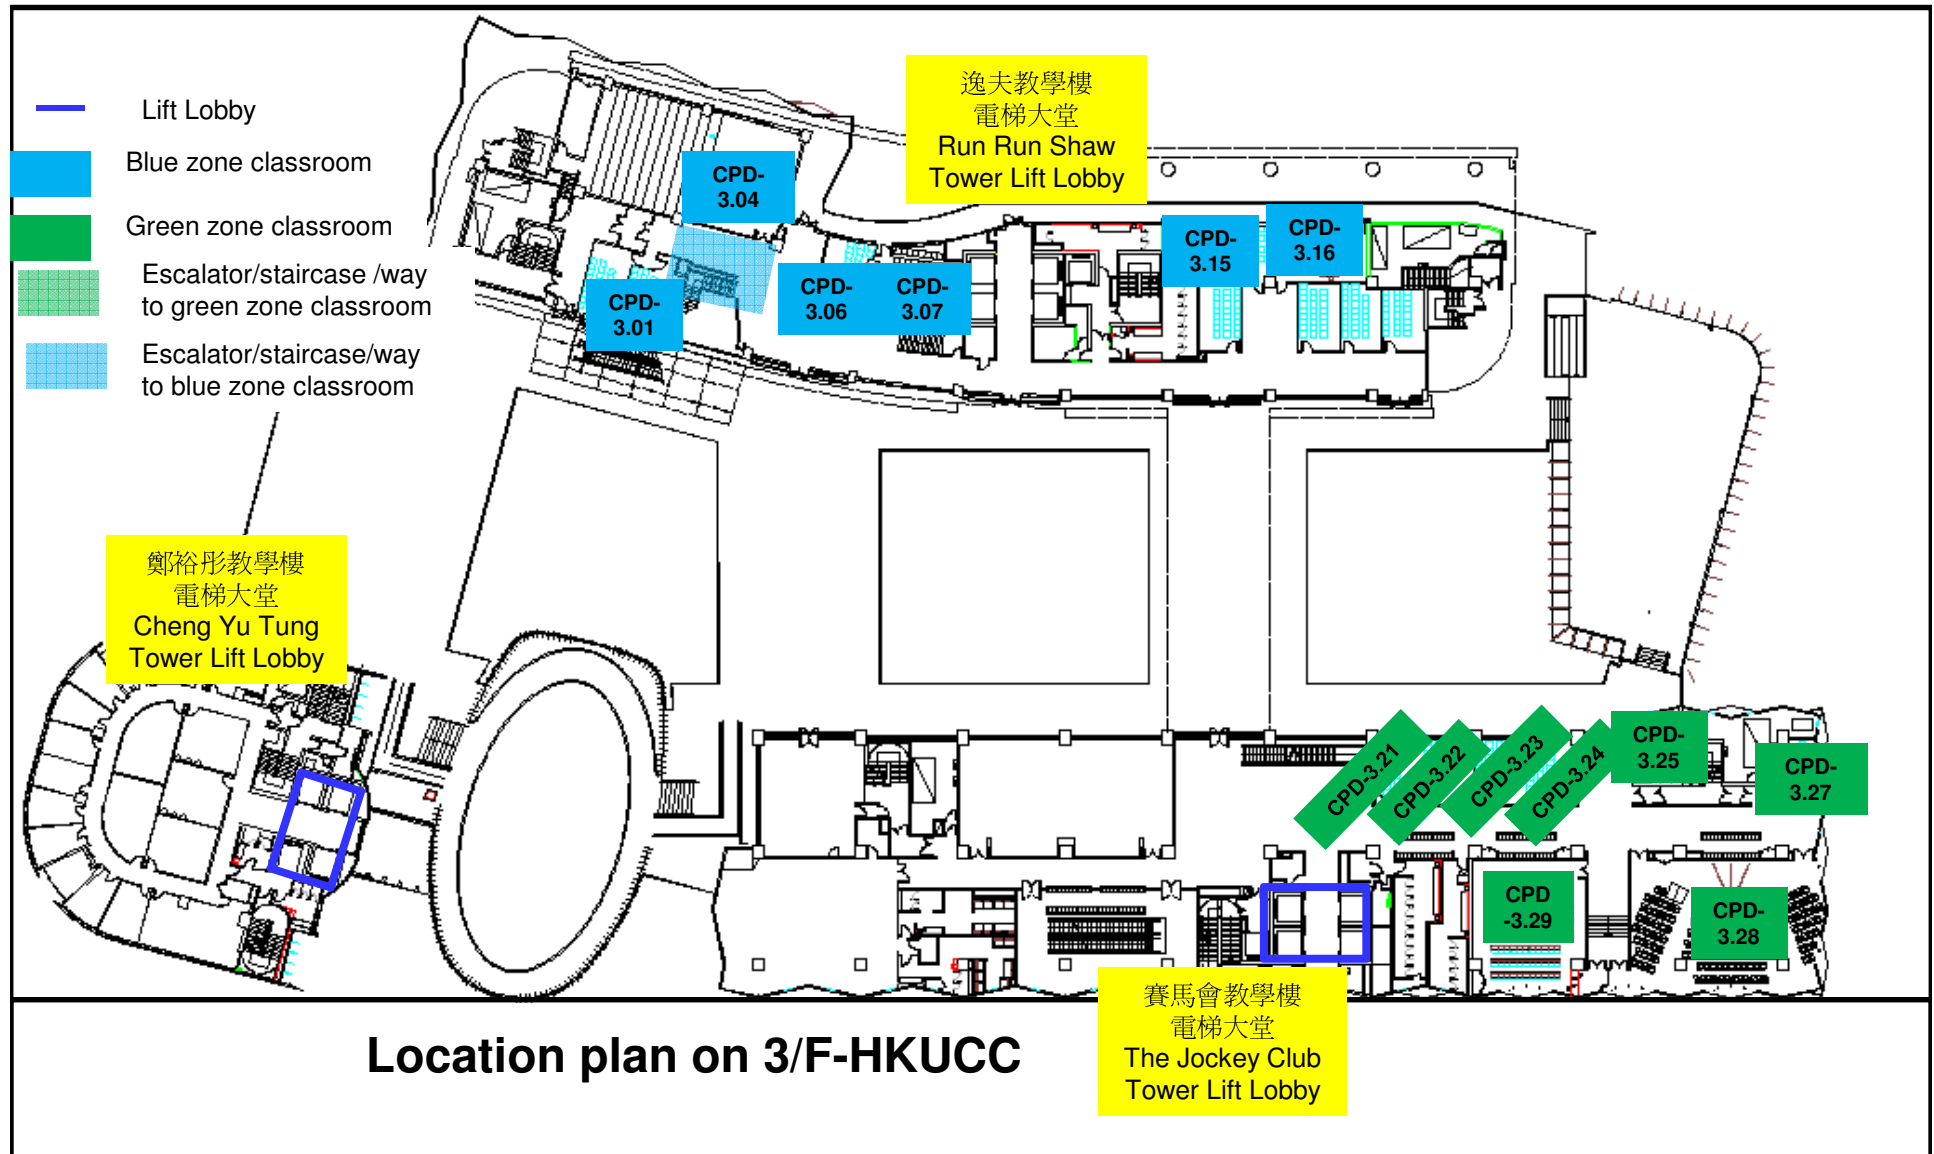 逸夫教學樓
電梯大堂
Run Run Shaw
Tower Lift Lobby
Lift Lobby
Blue zone classroom
Green zone classroom
Escalator/staircase /way
to green zone classroom
Escalator/staircase/way
to blue zone classroom
CPD-
3.04
CPD-
3.15
CPD-
3.16
CPD-
3.01
CPD-
3.06
CPD-
3.07
鄭裕彤教學樓
電梯大堂
Cheng Yu Tung
Tower Lift Lobby
CPD-3.21
CPD-3.22
CPD-3.23
CPD-3.24
CPD-
3.25
CPD-
3.27
CPD
-3.29
CPD-
3.28
賽馬會教學樓
電梯大堂
The Jockey Club
Tower Lift Lobby
Location plan on 3/F-HKUCC